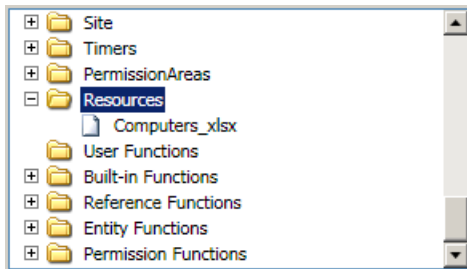 Site
Timers
PermissionAreas
Resources
Computers_xlsx
User Functions
Built-in Functions
Reference Functions
Entity Functions
Permission Functions